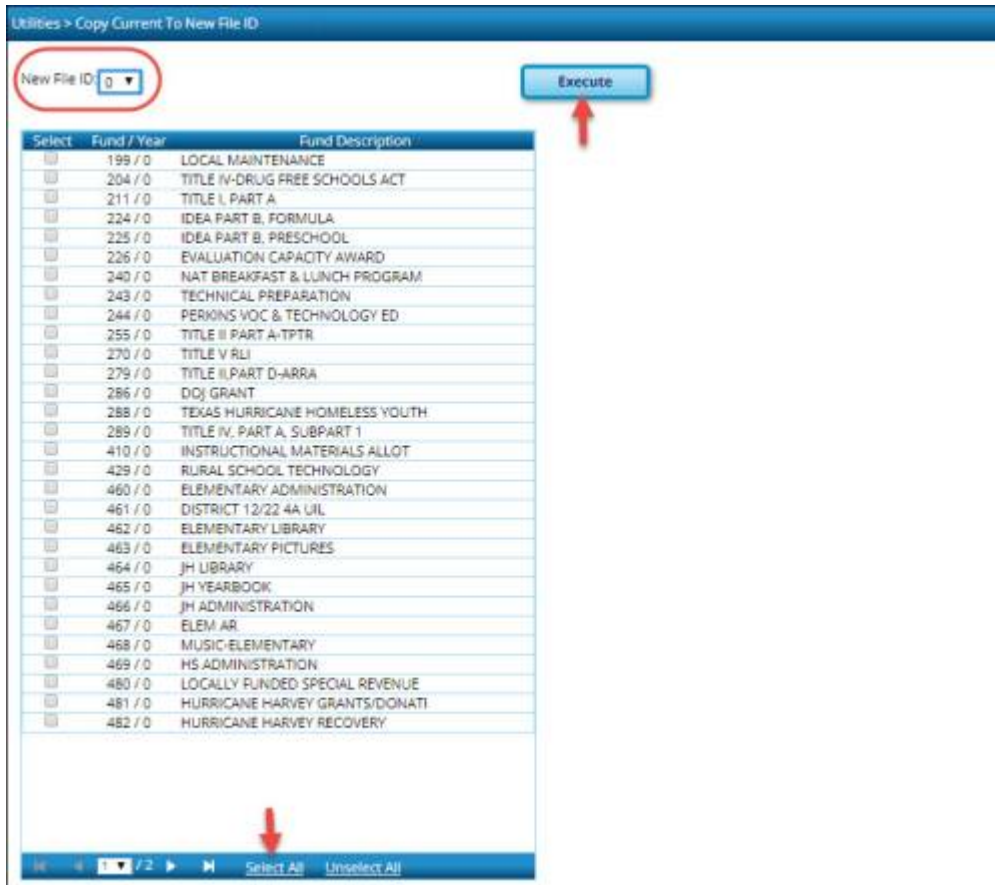 Utilities > Copy Current To New File ID
New File ID: 0
Execute
Select Fund / Year Fund Description
199 / 0 LOCAL MAINTENANCE
204 / 0 TITLE IV-DRUG FREE SCHOOLS ACT
211 / 0 TITLE I, PART A
224 / 0 IDEA PART B, FORMULA
225 / 0 IDEA PART B, PRESCHOOL
226 / 0 EVALUATION CAPACITY AWARD
240 / 0 NAT BREAKFAST & LUNCH PROGRAM
243 / 0 TECHNICAL PREPARATION
244 / 0 PERKINS VOC & TECHNOLOGY ED
255 / 0 TITLE II PART A-TPTR
270 / 0 TITLE V RLI
279 / 0 TITLE II,PART D-ARRA
286 / 0 DOJ GRANT
288 / 0 TEXAS HURRICANE HOMELESS YOUTH
289 / 0 TITLE IV, PART A, SUBPART 1
410 / 0 INSTRUCTIONAL MATERIALS ALLOT
429 / 0 RURAL SCHOOL TECHNOLOGY
460 / 0 ELEMENTARY ADMINISTRATION
461 / 0 DISTRICT 12/22 4A UIL
462 / 0 ELEMENTARY LIBRARY
463 / 0 ELEMENTARY PICTURES
464 / 0 JH LIBRARY
465 / 0 JH YEARBOOK
466 / 0 JH ADMINISTRATION
467 / 0 ELEM AR
468 / 0 MUSIC-ELEMENTARY
469 / 0 HS ADMINISTRATION
480 / 0 LOCALLY FUNDED SPECIAL REVENUE
481 / 0 HURRICANE HARVEY GRANTS/DONATI
482 / 0 HURRICANE HARVEY RECOVERY
1 / 2 Select All Unselect All